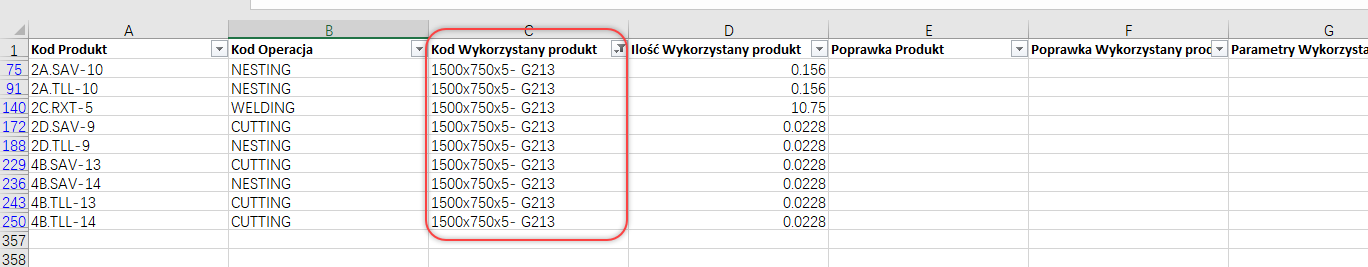 A B C D E F G
1 Kod Produkt Kod Operacja Kod Wykorzystany produkt Ilość Wykorzystany produkt Poprawka Produkt Poprawka Wykorzystany prod Parametry Wykorzysta
75 2A.SAV-10 NESTING 1500x750x5- G213 0.156
91 2A.TLL-10 NESTING 1500x750x5- G213 0.156
140 2C.RXT-5 WELDING 1500x750x5- G213 10.75
172 2D.SAV-9 CUTTING 1500x750x5- G213 0.0228
188 2D.TLL-9 NESTING 1500x750x5- G213 0.0228
229 4B.SAV-13 CUTTING 1500x750x5- G213 0.0228
236 4B.SAV-14 NESTING 1500x750x5- G213 0.0228
243 4B.TLL-13 CUTTING 1500x750x5- G213 0.0228
250 4B.TLL-14 CUTTING 1500x750x5- G213 0.0228
357
358